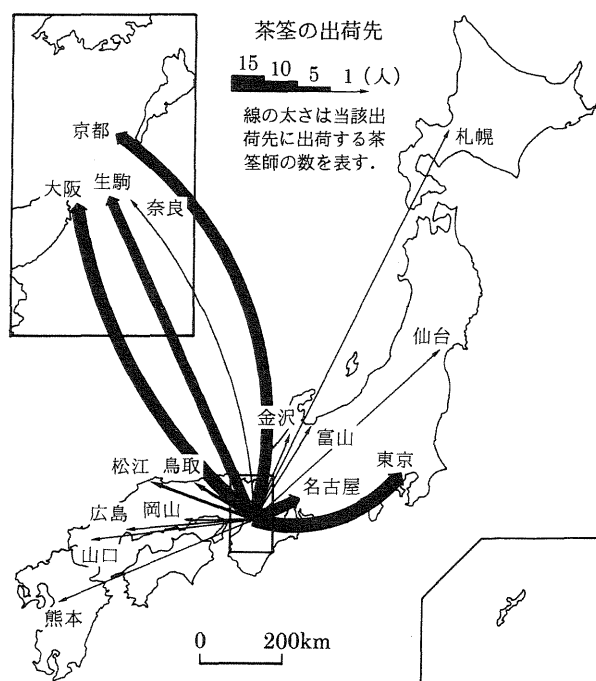 茶筌の出荷先
15 10 5 1(人)
線の太さは当該出
荷先に出荷する茶
筌師の数を表す.
京都
大阪
生駒
奈良
札幌
仙台
金沢
富山
東京
名古屋
松江
鳥取
広島
岡山
山口
熊本
0 200km